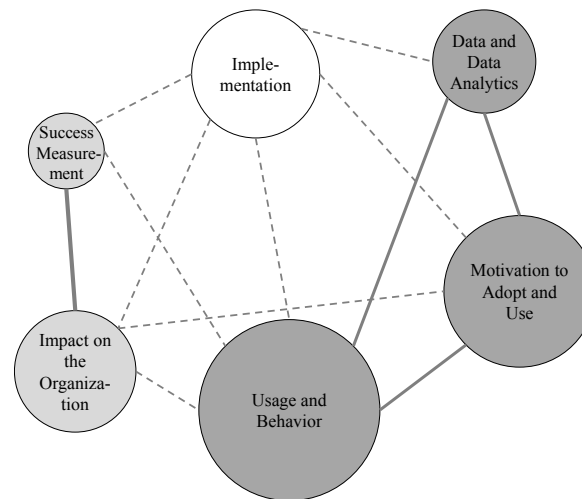 Imple-
mentation
Data and
Data
Analytics
Success
Measure-
ment
Motivation to
Adopt and
Use
Impact on
the
Organiza-
tion
Usage and
Behavior